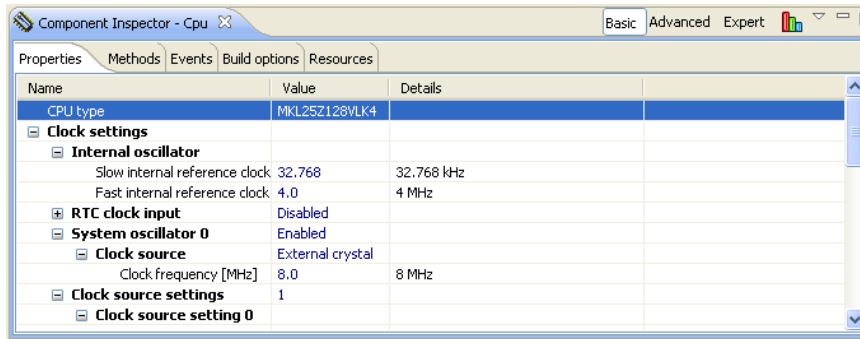 Component Inspector - Cpu Basic Advanced Expert
Properties Methods Events Build options Resources
Name Value Details
CPU type MKL25Z128VLK4
Clock settings
Internal oscillator
Slow internal reference clock 32.768 32.768 kHz
Fast internal reference clock 4.0 4 MHz
RTC clock input Disabled
System oscillator 0 Enabled
Clock source External crystal
Clock frequency [MHz] 8.0 8 MHz
Clock source settings 1
Clock source setting 0